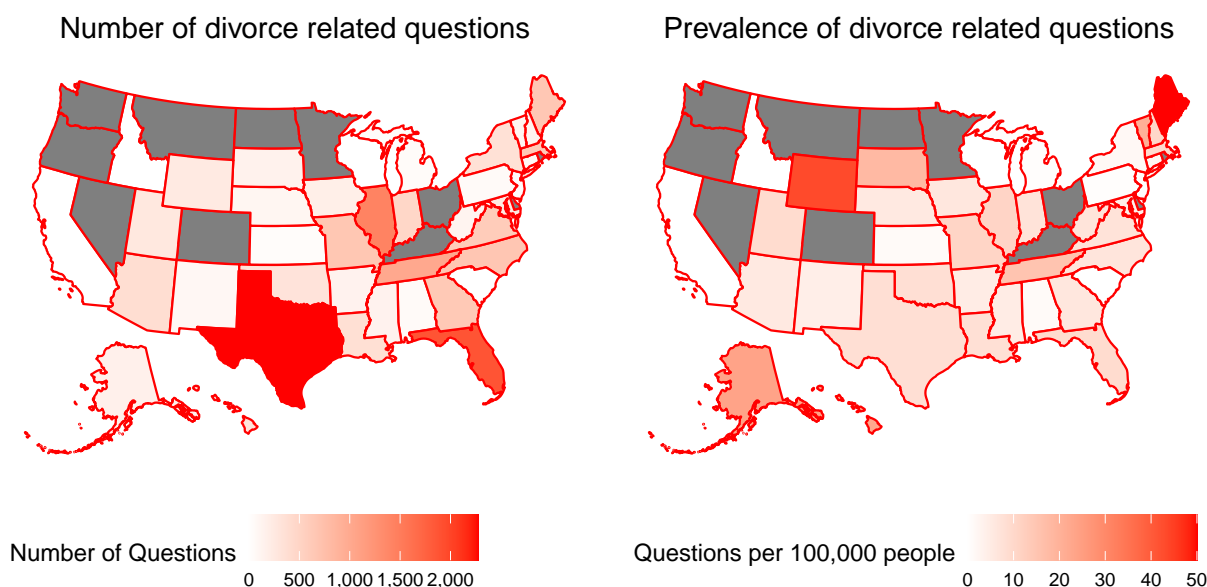 Number of divorce related questions
Prevalence of divorce related questions
Number of Questions
0 500 1,000 1,500 2,000
Questions per 100,000 people
0 10 20 30 40 50